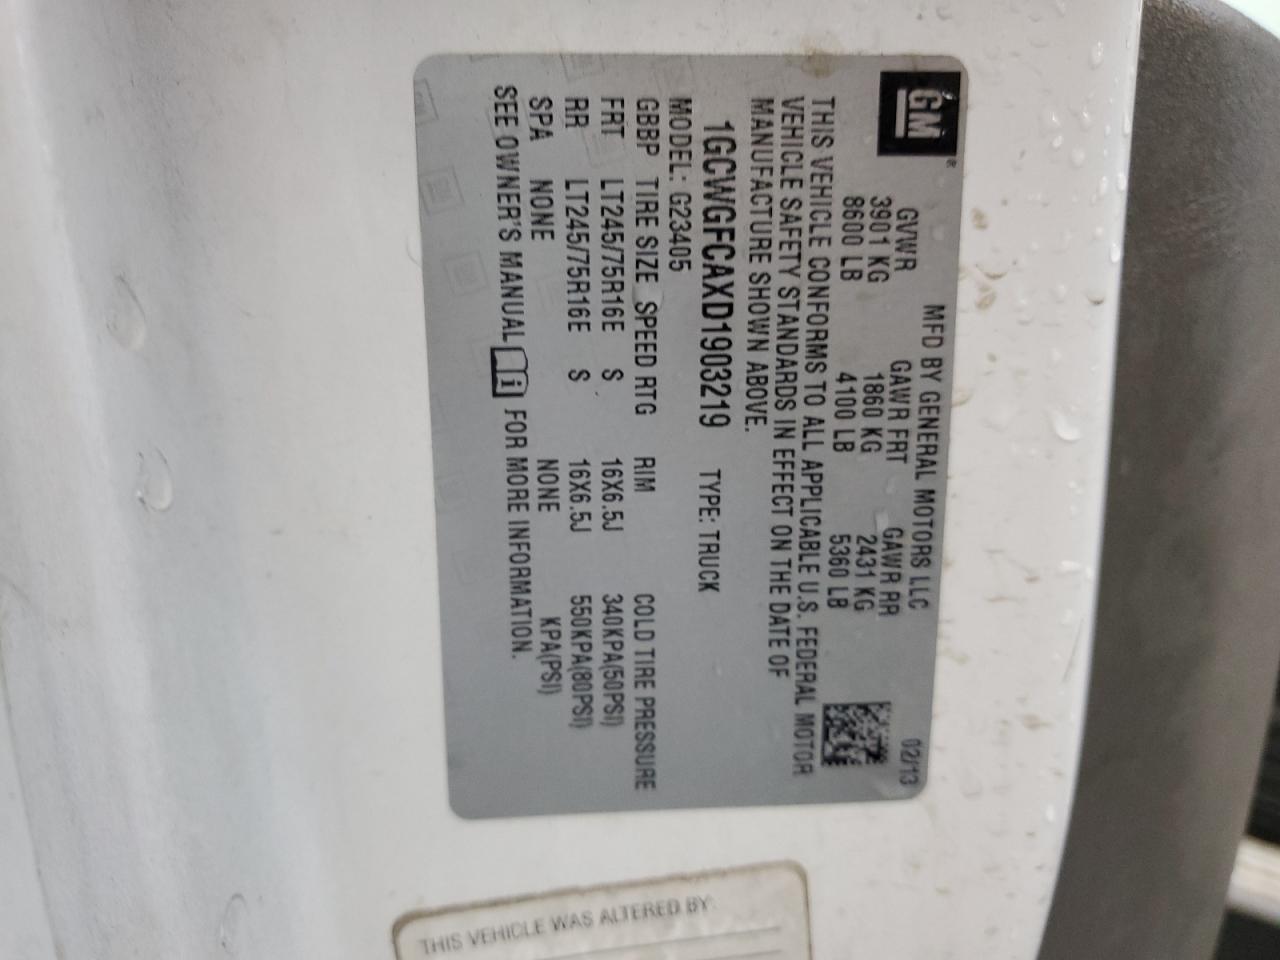 GM
MFD BY GENERAL MOTORS LLC 02/13
GVWR GAWR FRT GAWR RR
3901 KG 1860 KG 2431 KG
8600 LB 4100 LB 5360 LB
THIS VEHICLE CONFORMS TO ALL APPLICABLE U.S. FEDERAL MOTOR
VEHICLE SAFETY STANDARDS IN EFFECT ON THE DATE OF
MANUFACTURE SHOWN ABOVE.
1GCWGFCAXD1903219 TYPE: TRUCK
MODEL: G23405
GBBP TIRE SIZE SPEED RTG RIM COLD TIRE PRESSURE
FRT LT245/75R16E S 16X6.5J 340KPA(50PSI)
RR LT245/75R16E S 16X6.5J 550KPA(80PSI)
SPA NONE NONE KPA(PSI)
SEE OWNER'S MANUAL i FOR MORE INFORMATION.
THIS VEHICLE WAS ALTERED BY: